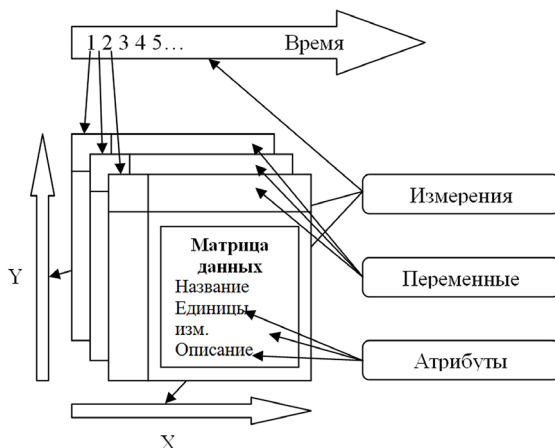 1 2 3 4 5... Время
Измерения
Матрица
данных
Название
Единицы
изм.
Описание
Y
Переменные
Атрибуты
X